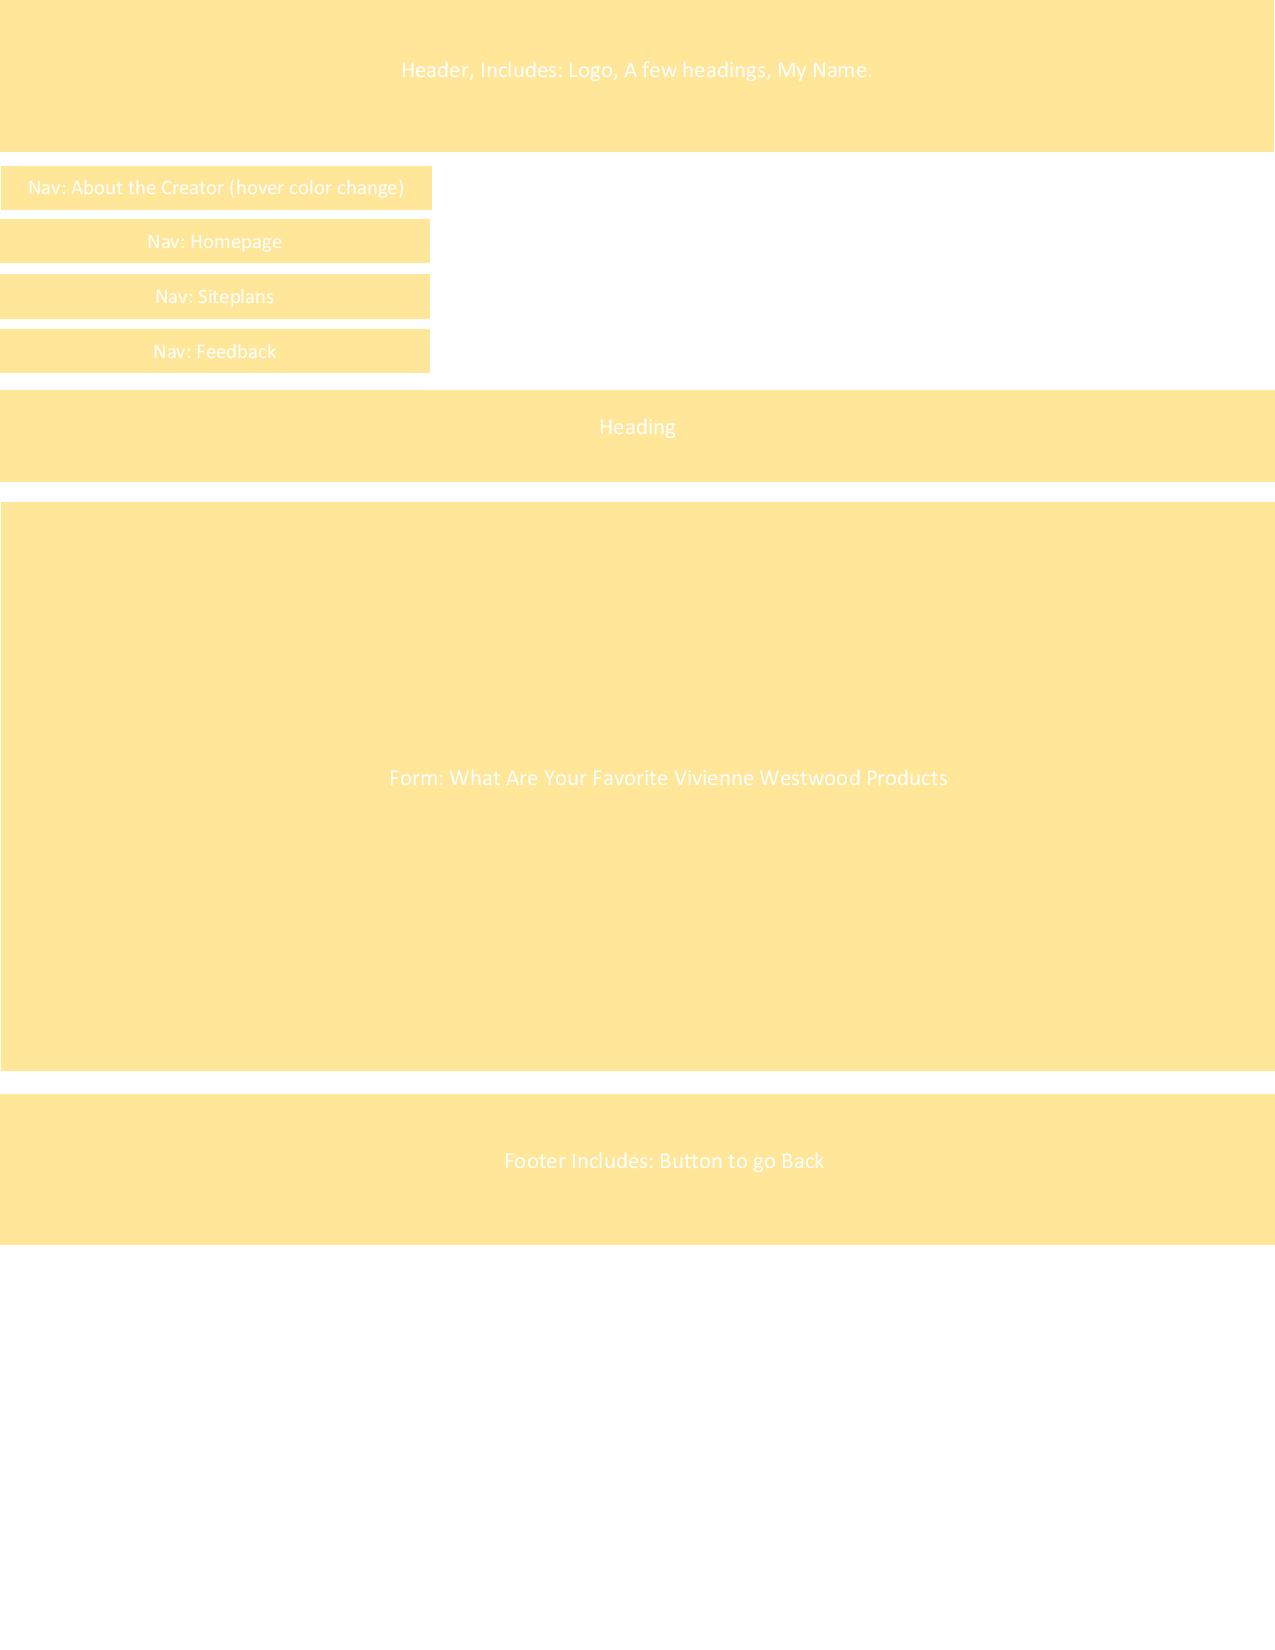 Header, Includes: Logo, A few headings, My Name.
Nav: About the Creator (hover color change)
Nav: Homepage
Nav: Siteplans
Nav: Feedback
Heading
Form: What Are Your Favorite Vivienne Westwood Products
Footer Includes: Button to go Back